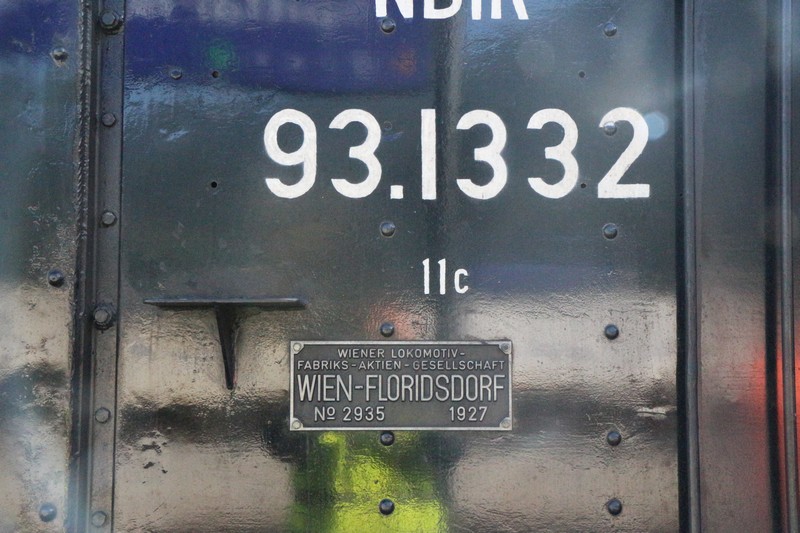 93.1332
11c
WIENER LOKOMOTIV-
FABRIKS-AKTIEN-GESELLSCHAFT
WIEN-FLORIDSDORF
No 2935 1927